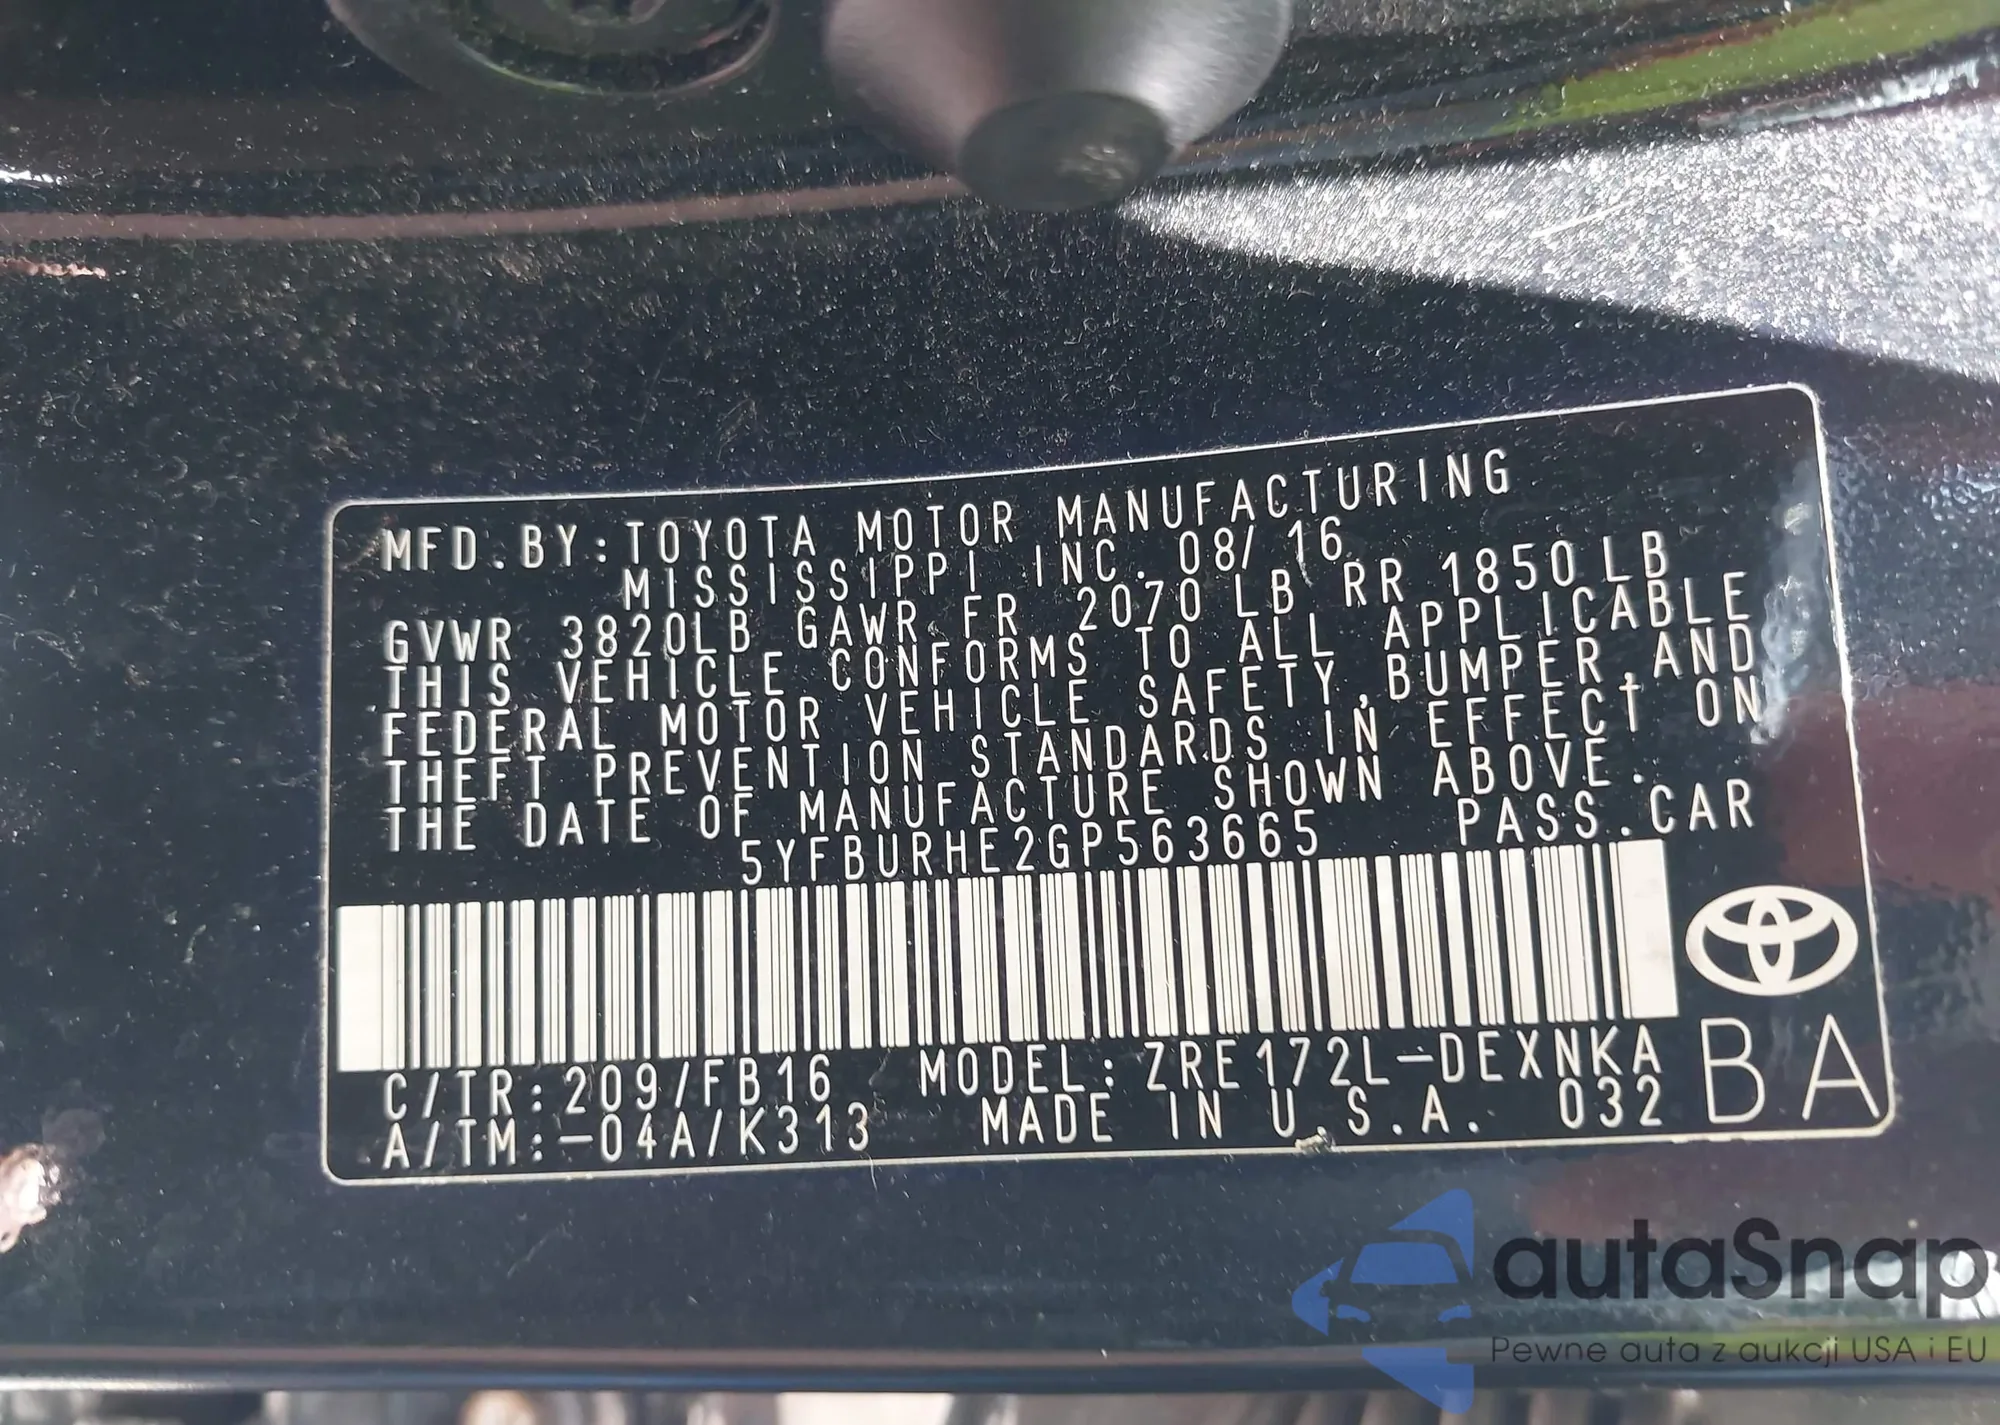 MFD.BY:TOYOTA MOTOR MANUFACTURING
MISSISSIPPI INC. 08/16
GVWR 3820LB GAWR FR 2070LB RR 1850LB
THIS VEHICLE CONFORMS TO ALL APPLICABLE
FEDERAL MOTOR VEHICLE SAFETY,BUMPER,AND
THEFT PREVENTION STANDARDS IN EFFECT ON
THE DATE OF MANUFACTURE SHOWN ABOVE.
5YFBURHE2GP563665 PASS.CAR
C/TR:209/FB16 MODEL:ZRE172L-DEXNKA
A/TM:-04A/K313 MADE IN U.S.A. 032
BA
autaSnap
Pewne auta z aukcji USA i EU